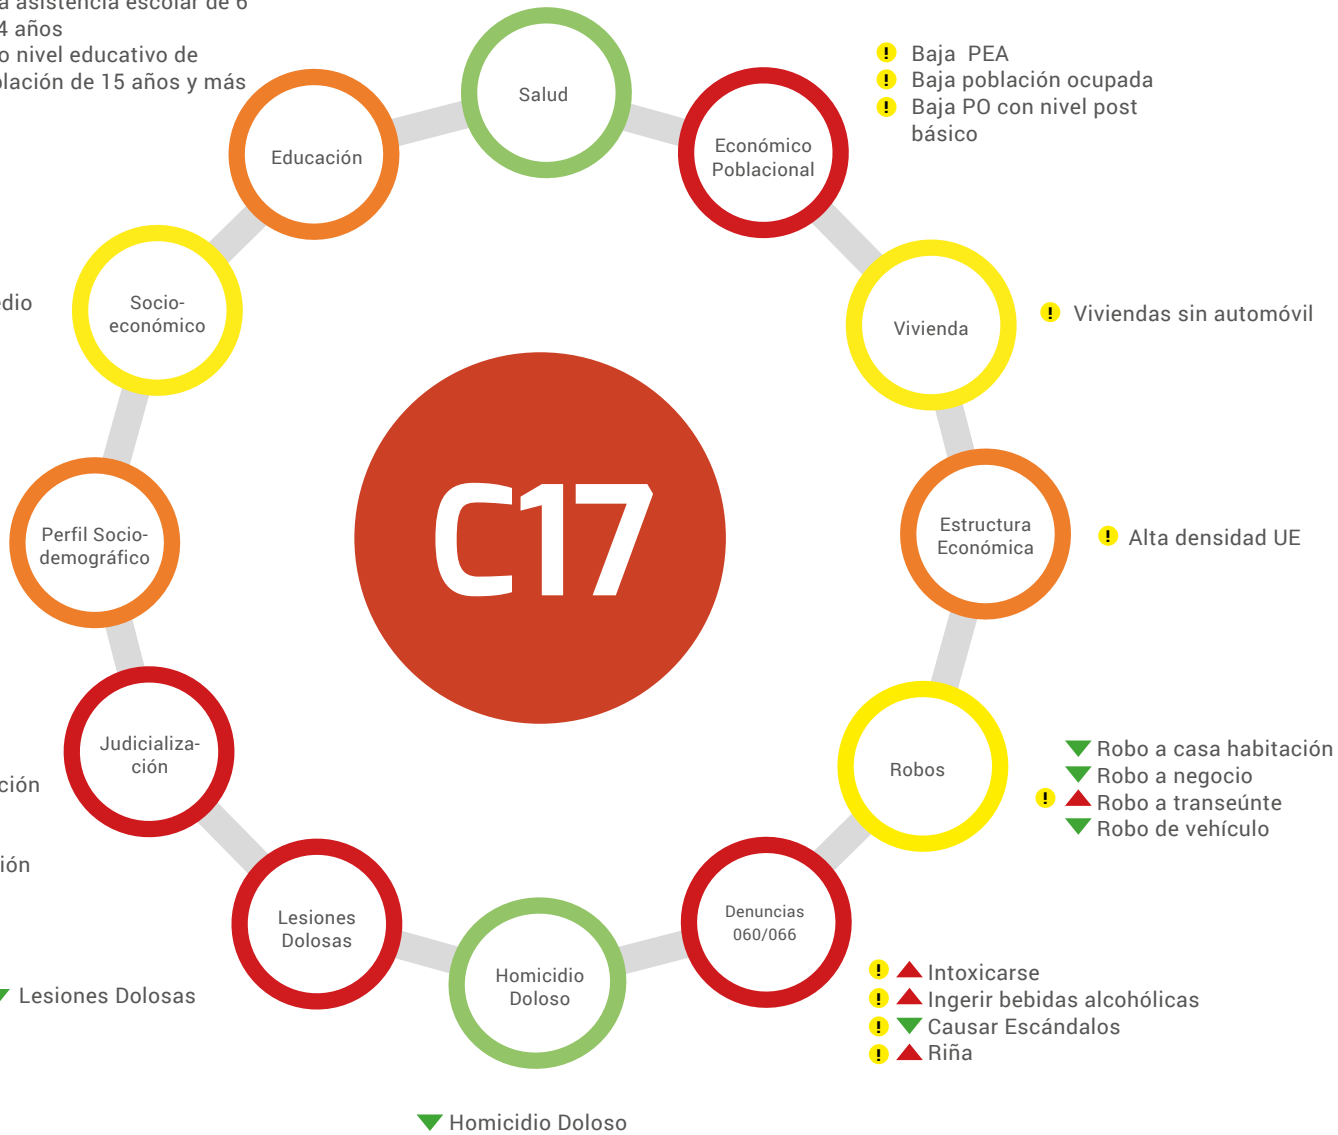 asistencia escolar de 6
4 años
o nivel educativo de
lación de 15 años y más
Salud
Baja PEA
Baja población ocupada
Baja PO con nivel post
básico
Educación
Económico
Poblacional
edio
Socio-
económico
Vivienda
Viviendas sin automóvil
C17
Perfil Socio-
demográfico
Estructura
Económica
Alta densidad UE
Judicializa-
ción
ción
ión
Robos
Robo a casa habitación
Robo a negocio
Robo a transeúnte
Robo de vehículo
Lesiones
Dolosas
Lesiones Dolosas
Homicidio
Doloso
Homicidio Doloso
Denuncias
060/066
Intoxicarse
Ingerir bebidas alcohólicas
Causar Escándalos
Riña